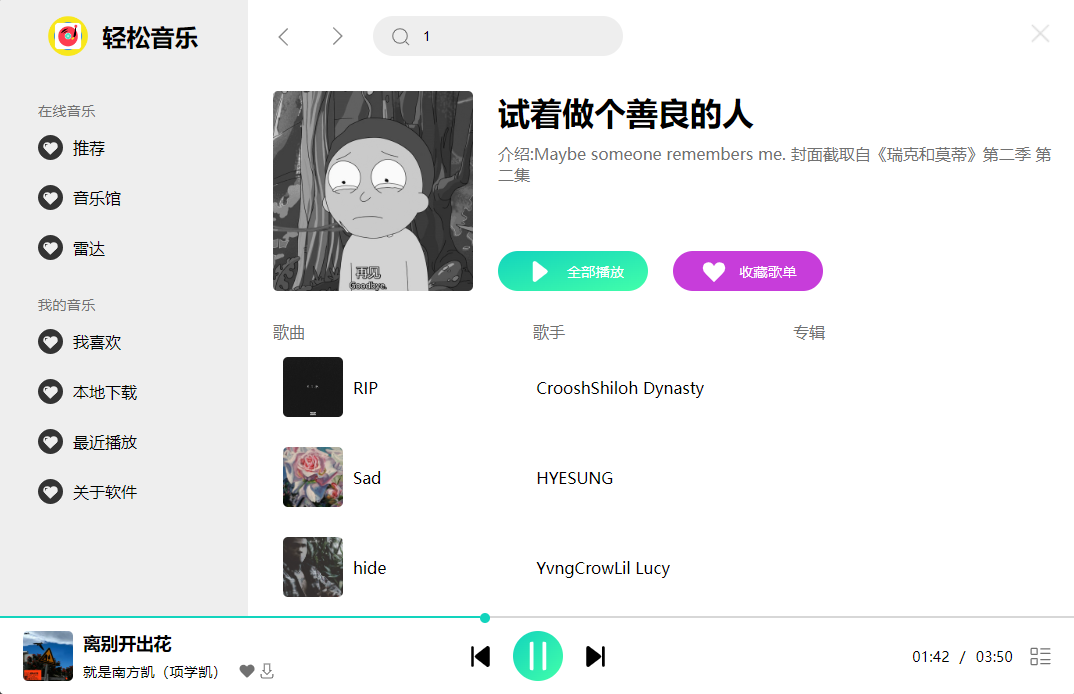 轻松音乐
1
在线音乐
推荐
音乐馆
雷达
我的音乐
我喜欢
本地下载
最近播放
关于软件
试着做个善良的人
介绍:Maybe someone remembers me. 封面截取自《瑞克和莫蒂》第二季 第
二集
再见
Goodbye.
全部播放
收藏歌单
歌曲 歌手 专辑
RIP CrooshShiloh Dynasty
Sad HYESUNG
hide YvngCrowLil Lucy
离别开出花
就是南方凯（项学凯）
01:42 / 03:50